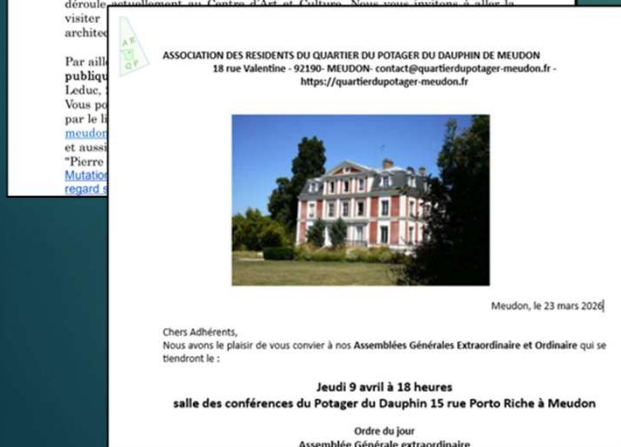 déroule actuellement au Centre d'Art et Culture. Nous vous invitons à aller la
visiter
architec
Par aille
publiqu
Leduc,
Vous po
par le li
meudon
et aussi
"Pierre
Mutation
regard s
AR
QP
ASSOCIATION DES RESIDENTS DU QUARTIER DU POTAGER DU DAUPHIN DE MEUDON
18 rue Valentine - 92190- MEUDON- contact@quartierdupotager-meudon.fr -
https://quartierdupotager-meudon.fr
Meudon, le 23 mars 2026
Chers Adhérents,
Nous avons le plaisir de vous convier à nos Assemblées Générales Extraordinaire et Ordinaire qui se
tiendront le :
Jeudi 9 avril à 18 heures
salle des conférences du Potager du Dauphin 15 rue Porto Riche à Meudon
Ordre du jour
Assemblée Générale extraordinaire